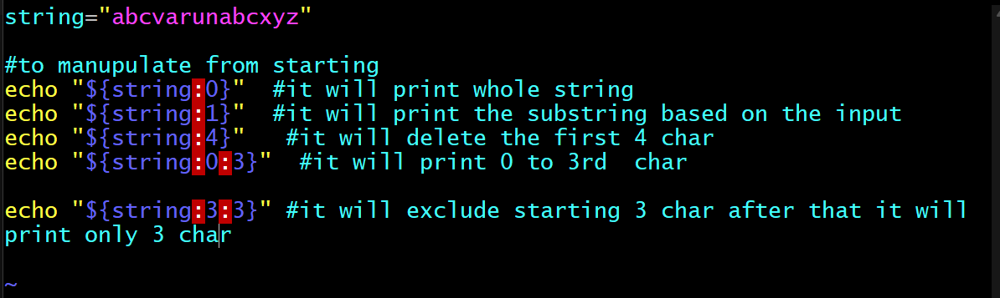 string="abcvarunabcxyz"
#to manupulate from starting
echo "${string:0}"  #it will print whole string
echo "${string:1}"  #it will print the substring based on the input
echo "${string:4}"   #it will delete the first 4 char
echo "${string:0:3}"  #it will print 0 to 3rd  char
echo "${string:3:3}" #it will exclude starting 3 char after that it will
print only 3 char
~